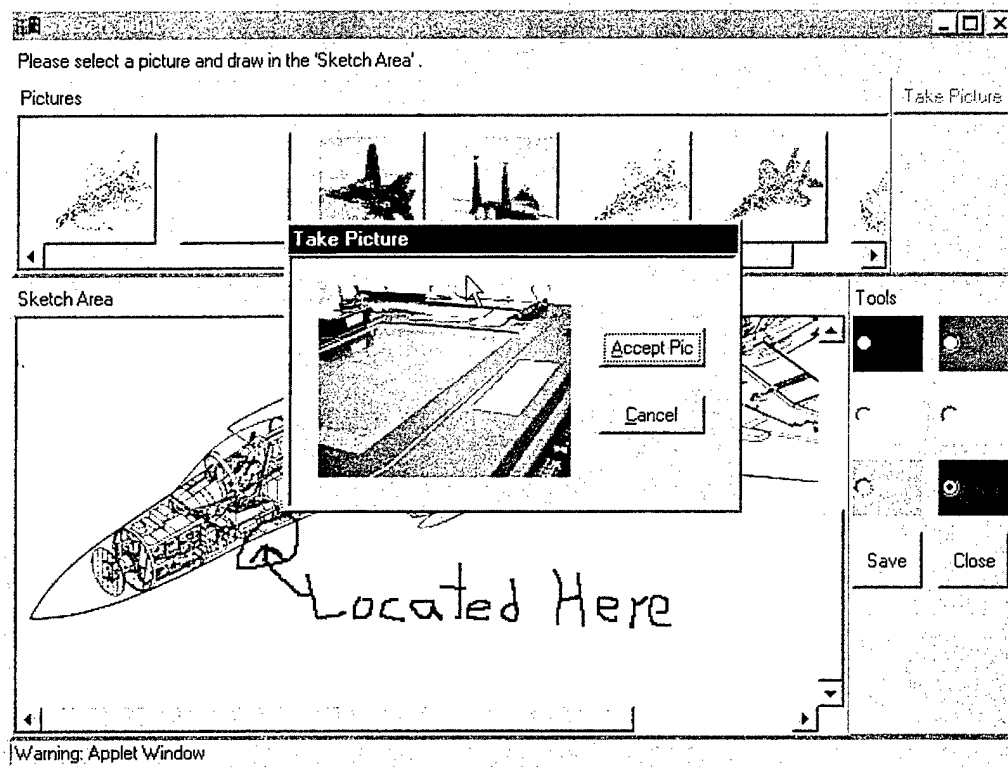 Please select a picture and draw in the 'Sketch Area'.
Pictures
Take Picture
Take Picture
Accept Pic
Cancel
Sketch Area
Tools
Save
Close
Located Here
Warning: Applet Window